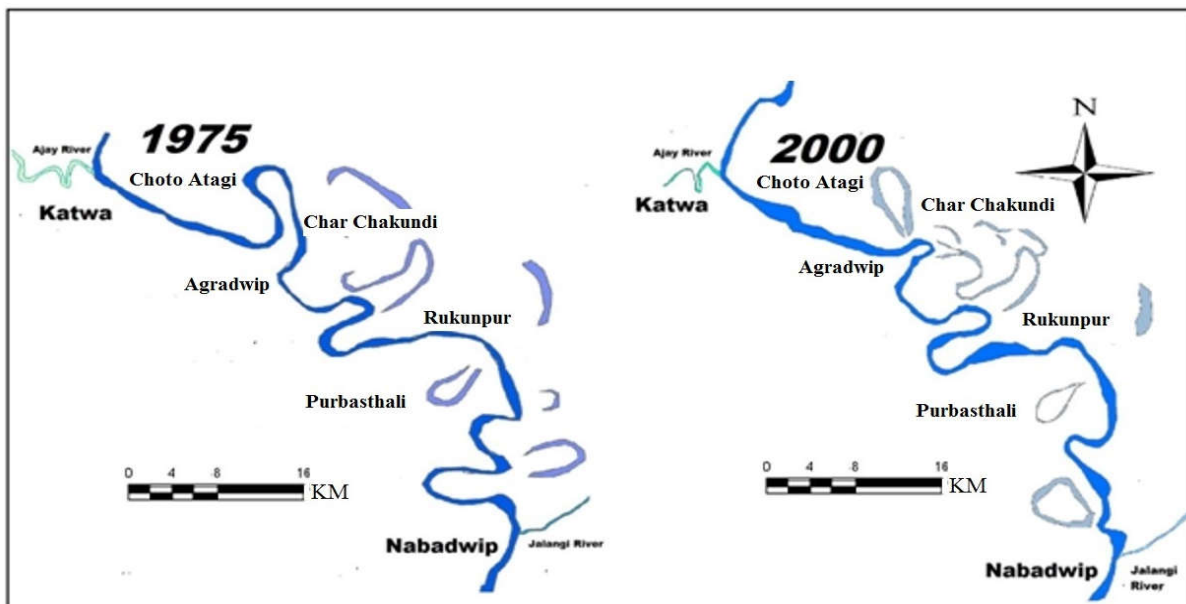 1975
Ajay River
Choto Atagi
Katwa
Char Chakundi
Agradwip
Rukunpur
Purbasthali
0 4 8 16
KM
Nabadwip
Jalangi River
N
2000
Ajay River
Choto Atagi
Katwa
Char Chakundi
Agradwip
Rukunpur
Purbasthali
0 4 8 16
KM
Nabadwip
Jalangi
River